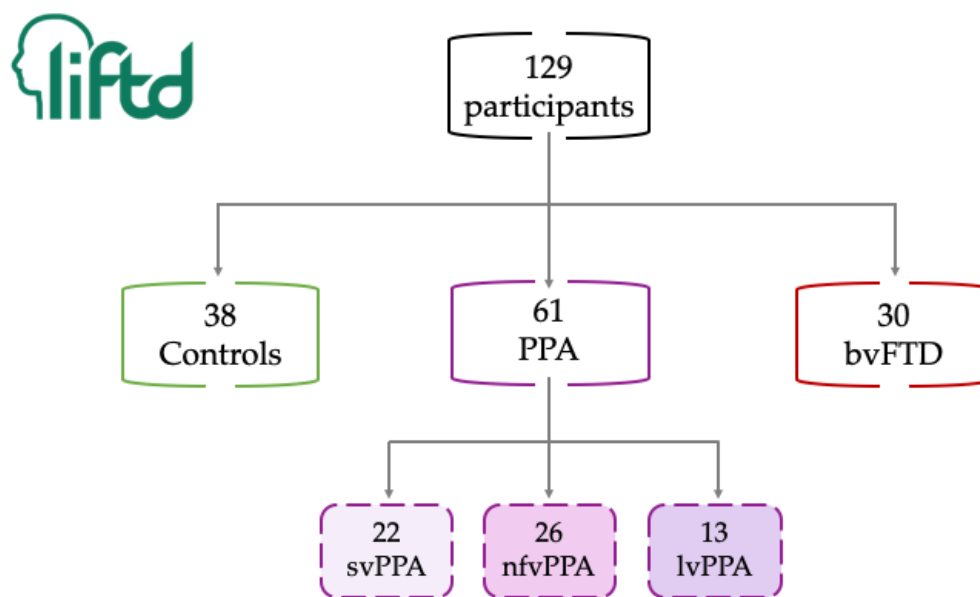 liftd
129
participants
38
Controls
61
PPA
30
bvFTD
22
svPPA
26
nfvPPA
13
lvPPA